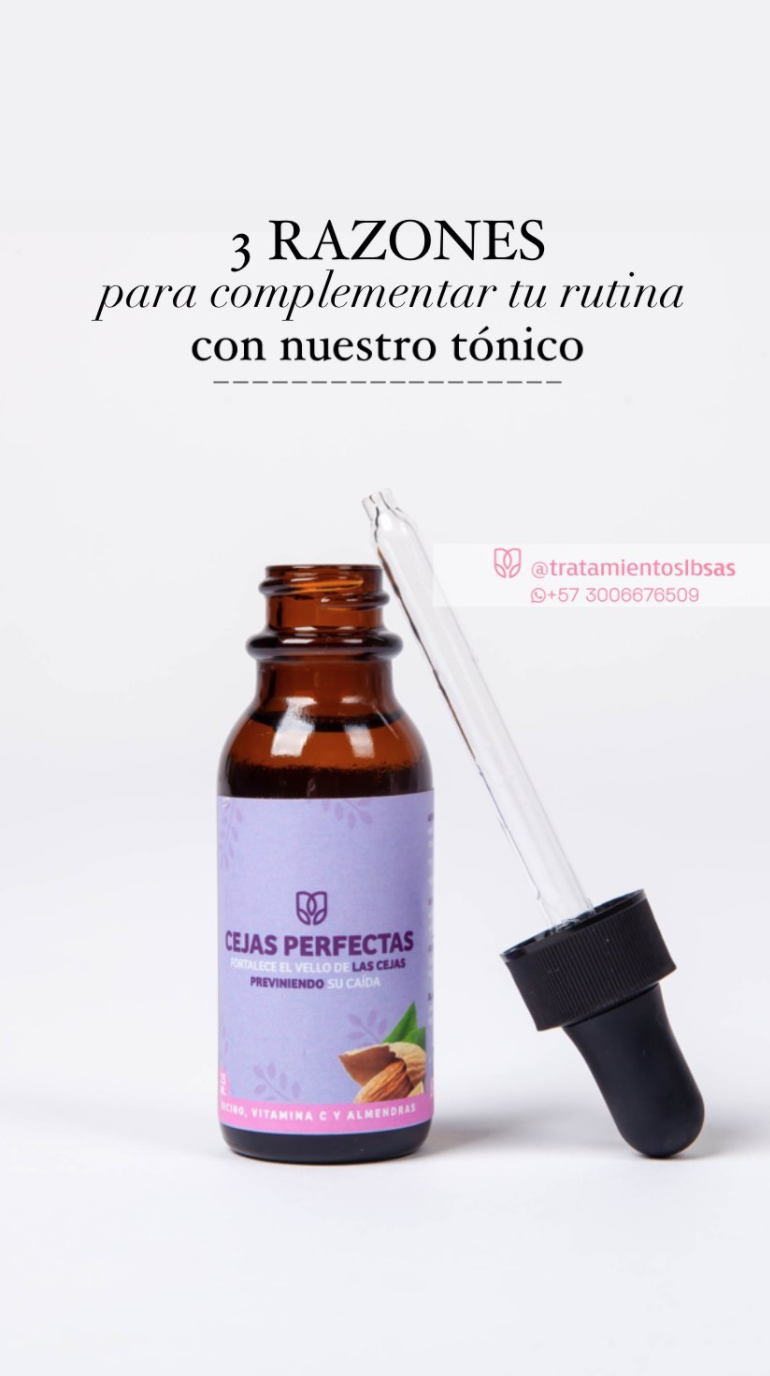 3 RAZONES
para complementar tu rutina
con nuestro tónico
@tratamientoslbsas
+57 3006676509
CEJAS PERFECTAS
FORTALECE EL VELLO DE LAS CEJAS
PREVINIENDO SU CAÍDA
VITAMINA C Y ALMENDRAS